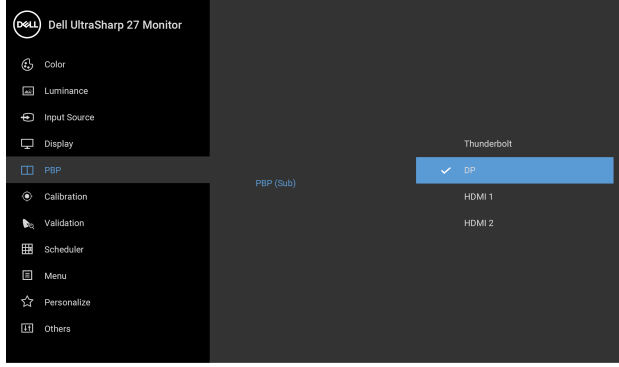 DELL
Dell UltraSharp 27 Monitor
Color
Luminance
Input Source
Display
PBP
Calibration
Validation
Scheduler
Menu
Personalize
Others
PBP (Sub)
Thunderbolt
DP
HDMI 1
HDMI 2